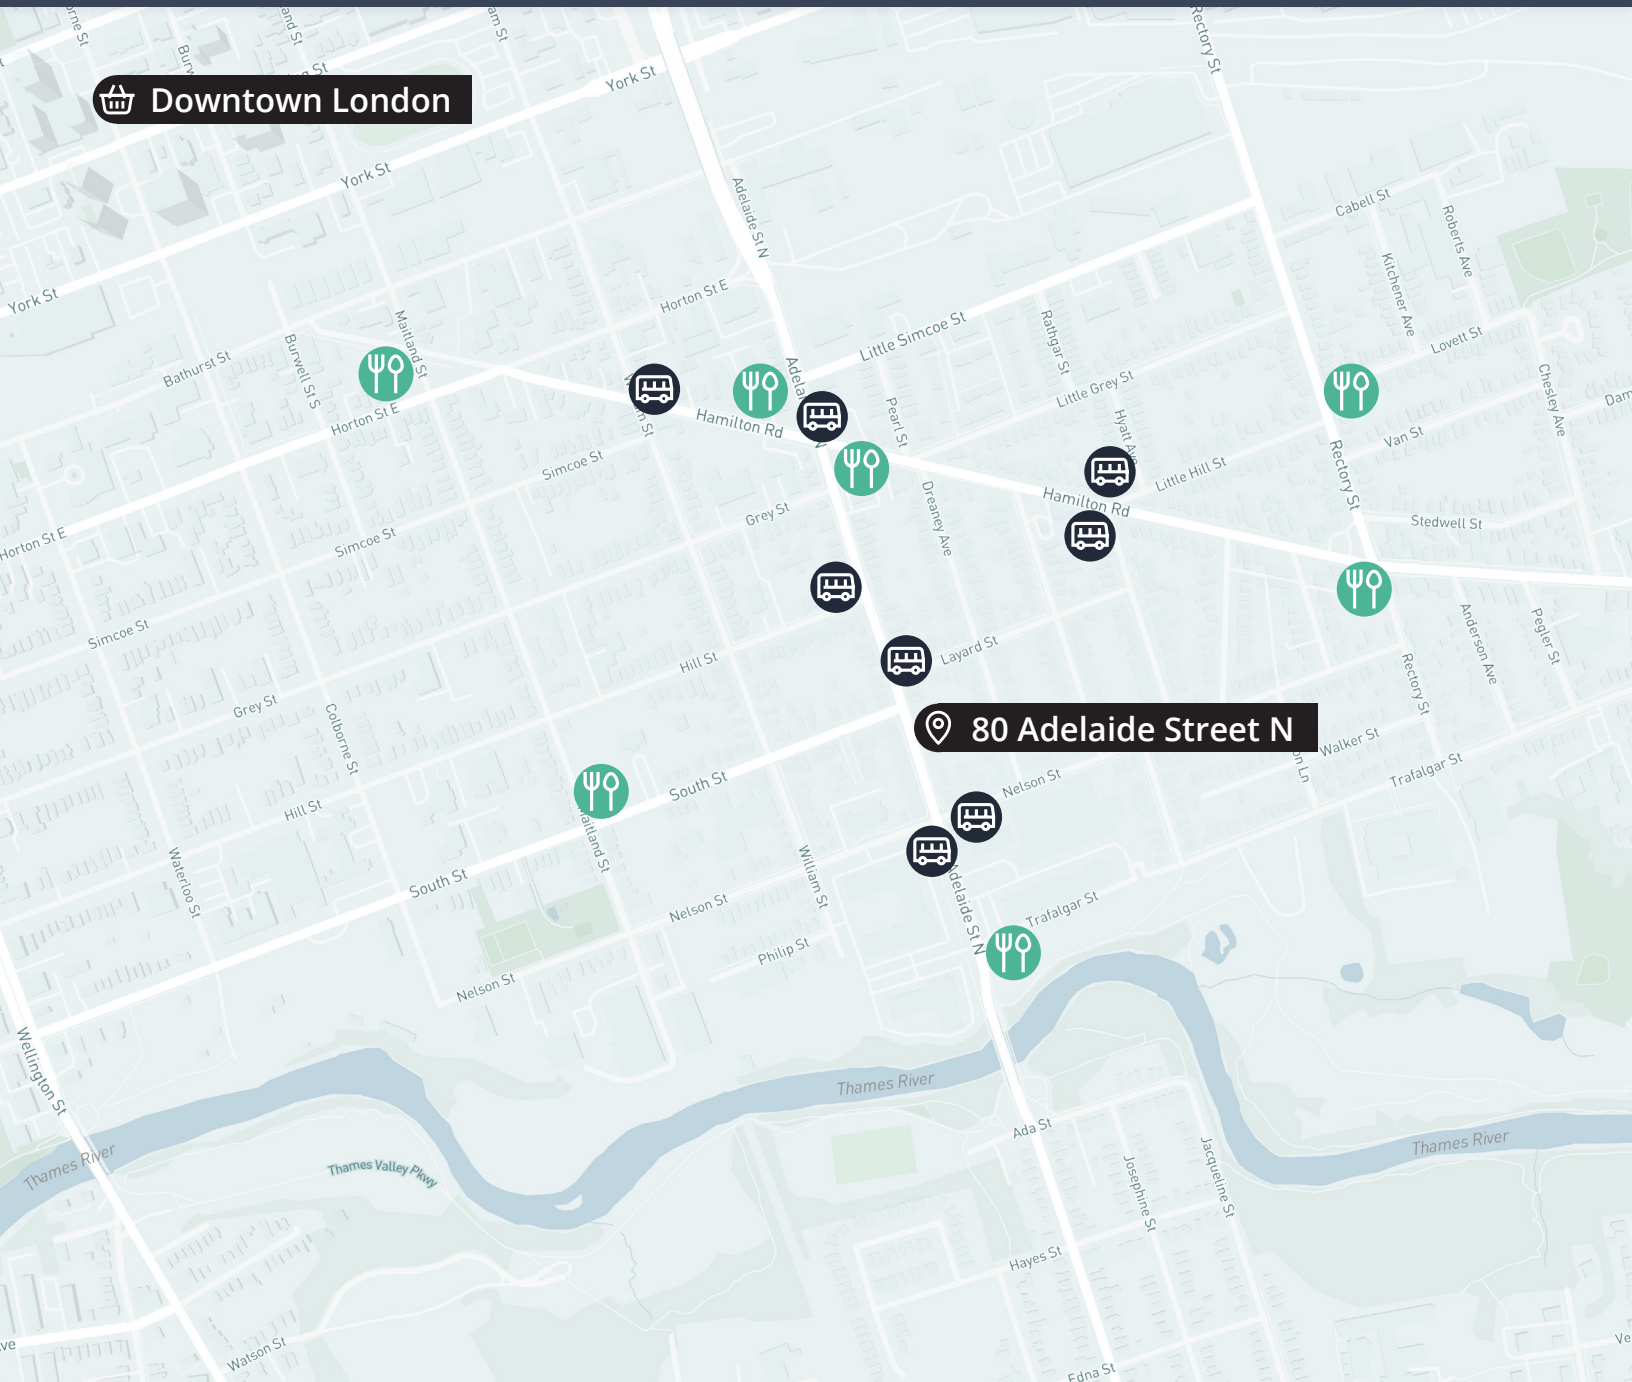 York St
Downtown London
York St
Adelaide St N
Rectory St
Cabell St
Roberts Ave
Kitchener Ave
York St
Horton St E
Little Simcoe St
Rathgar St
Lovett St
Maitland St
Burwell St S
Bathurst St
Little Grey St
Chesley Ave
Horton St E
Hamilton Rd
Pearl St
Hyatt Ave
Van St
Simcoe St
Little Hill St
Rectory St
Hamilton Rd
Grey St
Dreaney Ave
Stedwell St
Horton St E
Simcoe St
Simcoe St
Anderson Ave
Pegler St
Layard St
Hill St
Rectory St
Grey St
Colborne St
80 Adelaide Street N
Walker St
Trafalgar St
South St
Nelson St
Hill St
Maitland St
Waterloo St
William St
South St
Nelson St
Adelaide St N
Trafalgar St
Philip St
Nelson St
Wellington St
Thames River
Ada St
Thames River
Thames River
Thames Valley Pkwy
Josephine St
Jacqueline St
Hayes St
Watson St
Edna St